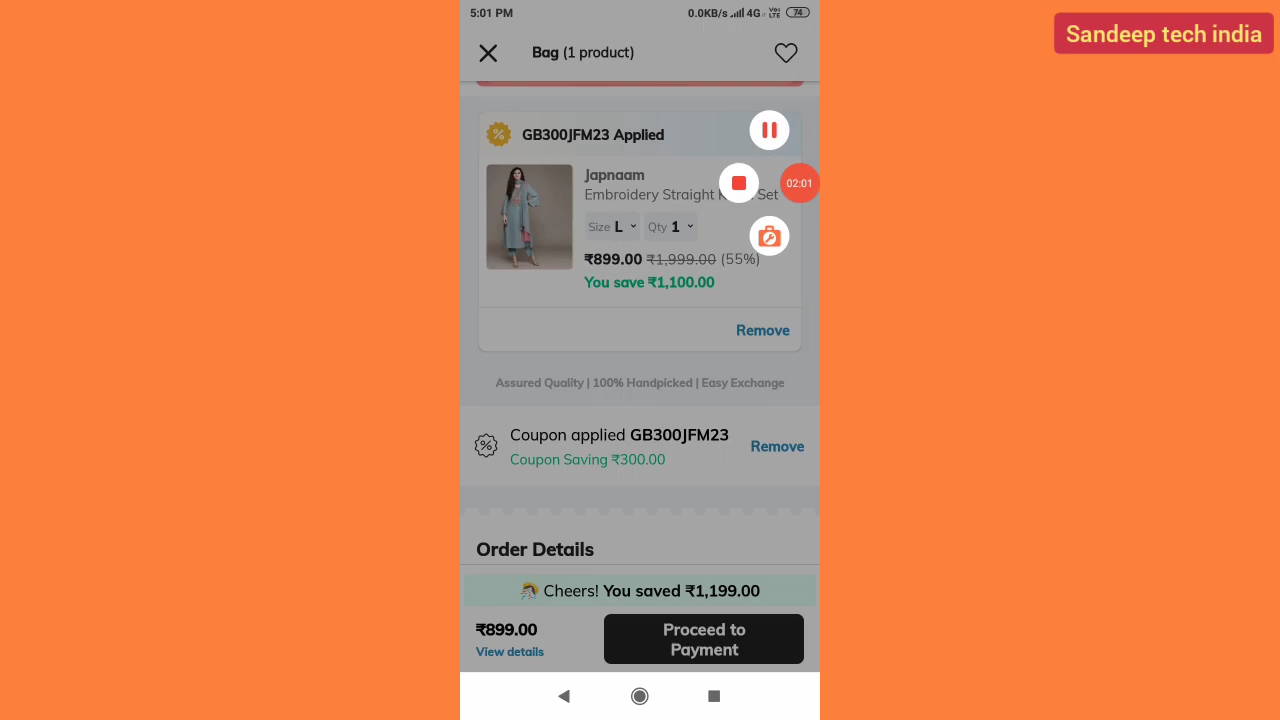 5:01 PM
0.0KB/s 4G Vo LTE 74
Sandeep tech india
Bag (1 product)
GB300JFM23 Applied
Japnaam
Embroidery Straight Set
02:01
Size L Qty 1
₹899.00 ₹1,999.00 (55%)
You save ₹1,100.00
Remove
Assured Quality | 100% Handpicked | Easy Exchange
Coupon applied GB300JFM23
Coupon Saving ₹300.00
Remove
Order Details
Cheers! You saved ₹1,199.00
₹899.00
View details
Proceed to
Payment